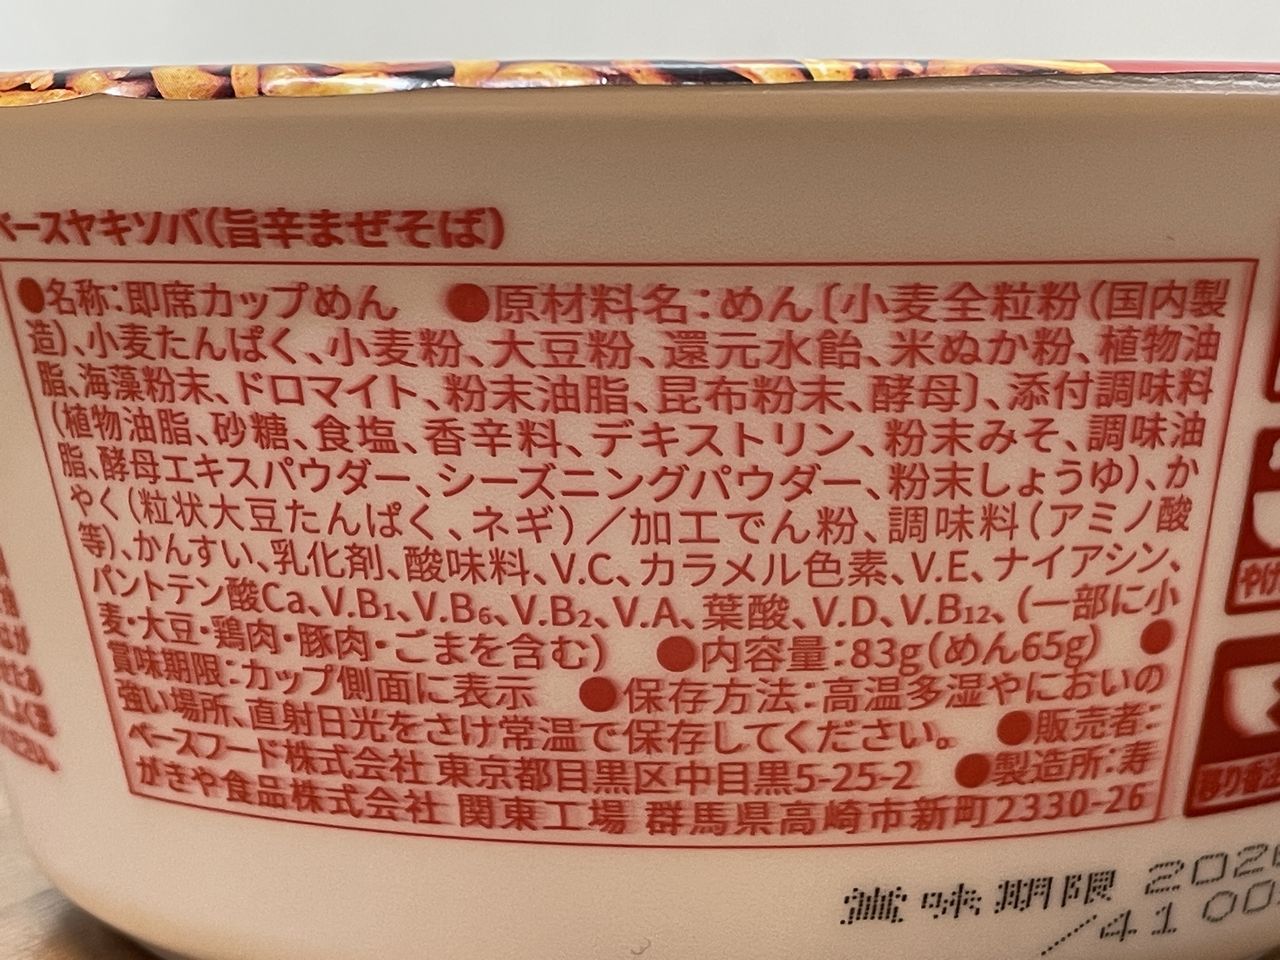 ベースヤキソバ(旨辛まぜそば)
●名称:即席カップめん ●原材料名:めん〔小麦全粒粉(国内製
造)、小麦たんぱく、小麦粉、大豆粉、還元水飴、米ぬか粉、植物油
脂、海藻粉末、ドロマイト、粉末油脂、昆布粉末、酵母〕、添付調味料
(植物油脂、砂糖、食塩、香辛料、デキストリン、粉末みそ、調味油
脂、酵母エキスパウダー、シーズニングパウダー、粉末しょうゆ)、か
やく(粒状大豆たんぱく、ネギ)/加工でん粉、調味料(アミノ酸
等)、かんすい、乳化剤、酸味料、V.C、カラメル色素、V.E、ナイアシン、
パントテン酸Ca、V.B₁、V.B₆、V.B₂、V.A、葉酸、V.D、V.B₁₂、(一部に小
麦・大豆・鶏肉・豚肉・ごまを含む) ●内容量:83g(めん65g) ●
賞味期限:カップ側面に表示 ●保存方法:高温多湿やにおいの
強い場所、直射日光をさけ常温で保存してください。 ●販売者:
ベースフード株式会社 東京都目黒区中目黒5-25-2 ●製造所:寿
がきや食品株式会社 関東工場 群馬県高崎市新町2330-26
賞味期限 202
/41 00